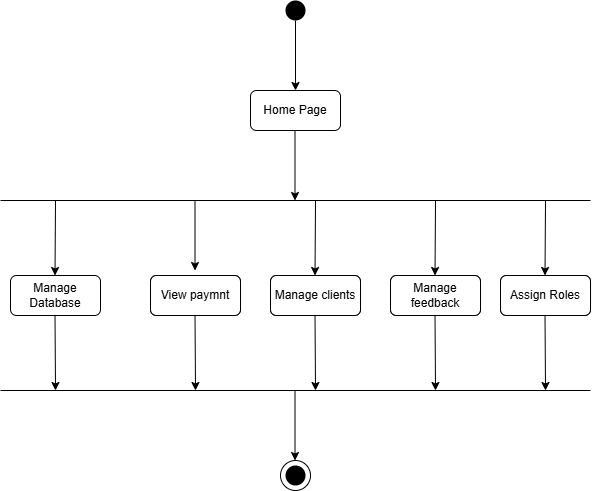 Home Page
Manage
Database
View paymnt
Manage clients
Manage
feedback
Assign Roles